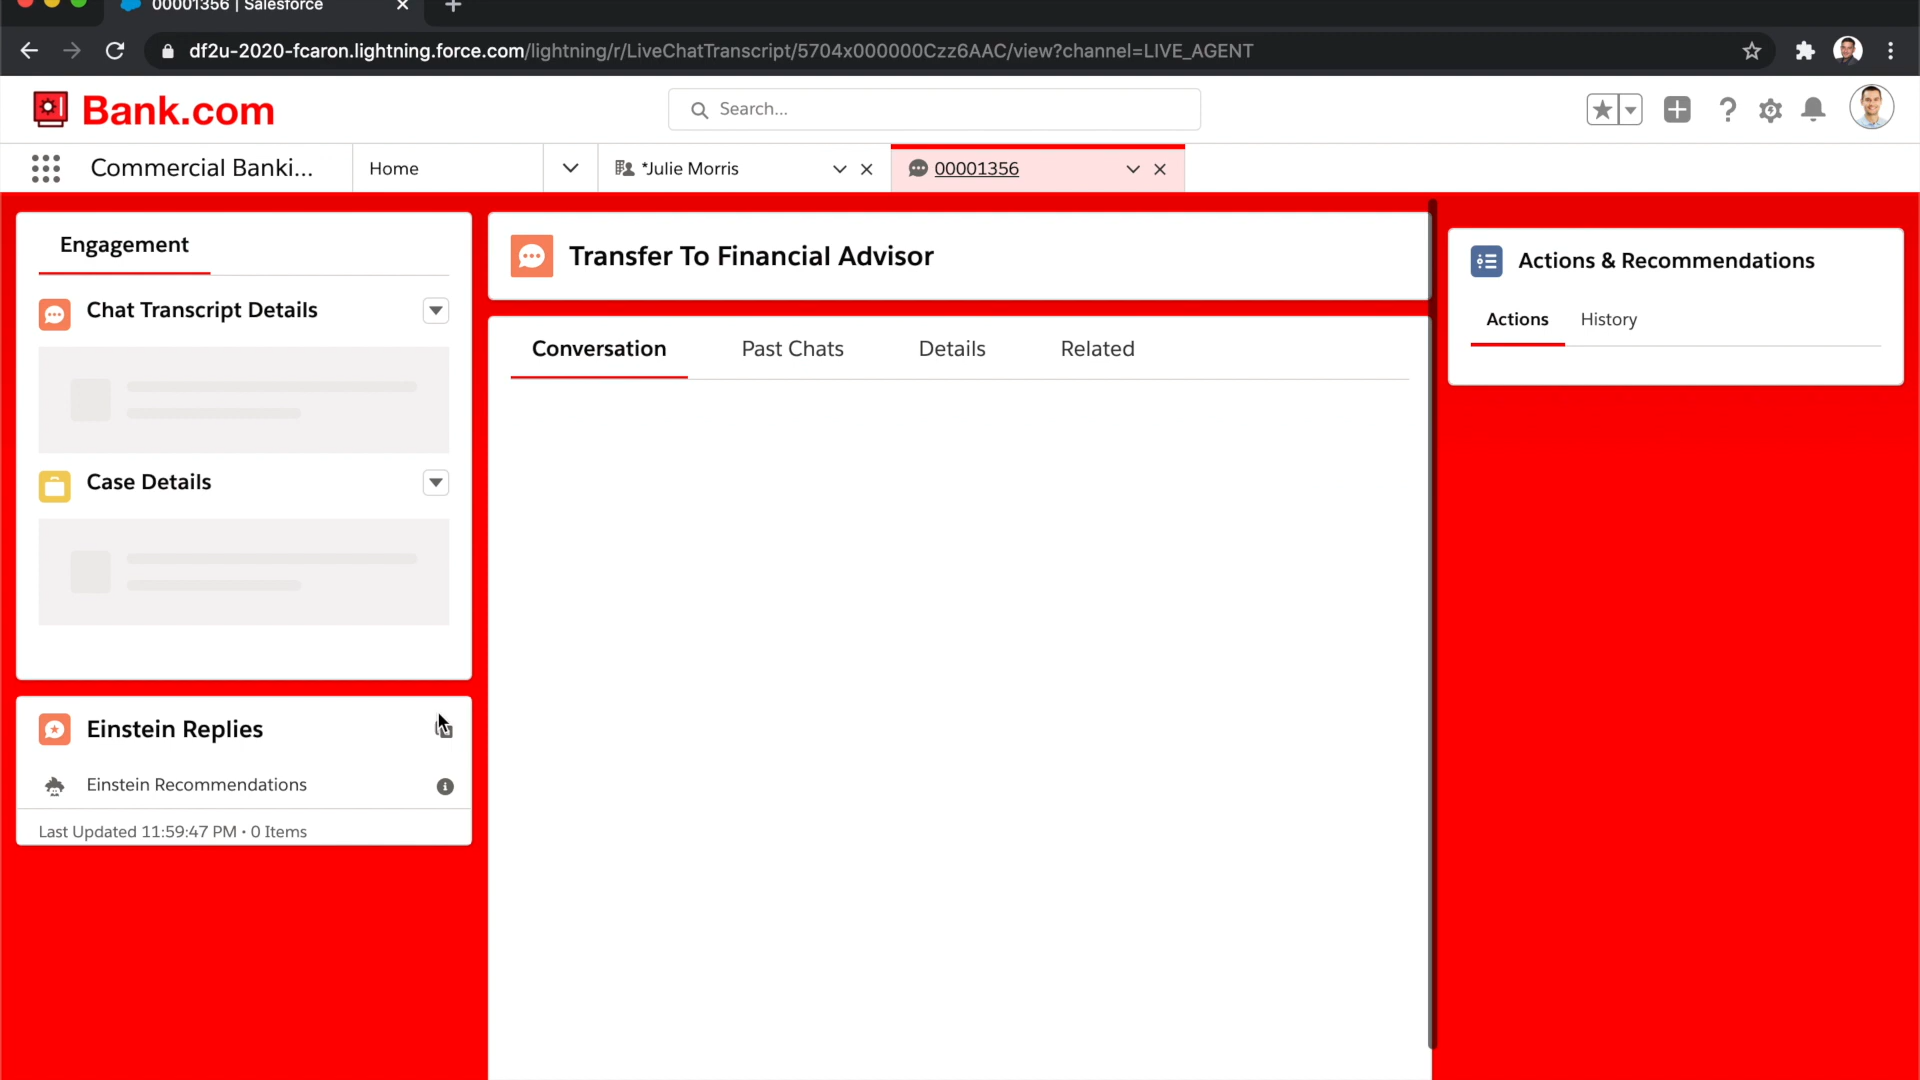 00001356 | Salesforce
df2u-2020-fcaron.lightning.force.com/lightning/r/LiveChatTranscript/5704x000000Czz6AAC/view?channel=LIVE_AGENT
Bank.com
Search...
Commercial Banki...
Home
*Julie Morris
00001356
Engagement
Chat Transcript Details
Case Details
Einstein Replies
Einstein Recommendations
Last Updated 11:59:47 PM • 0 Items
Transfer To Financial Advisor
Conversation
Past Chats
Details
Related
Actions & Recommendations
Actions
History